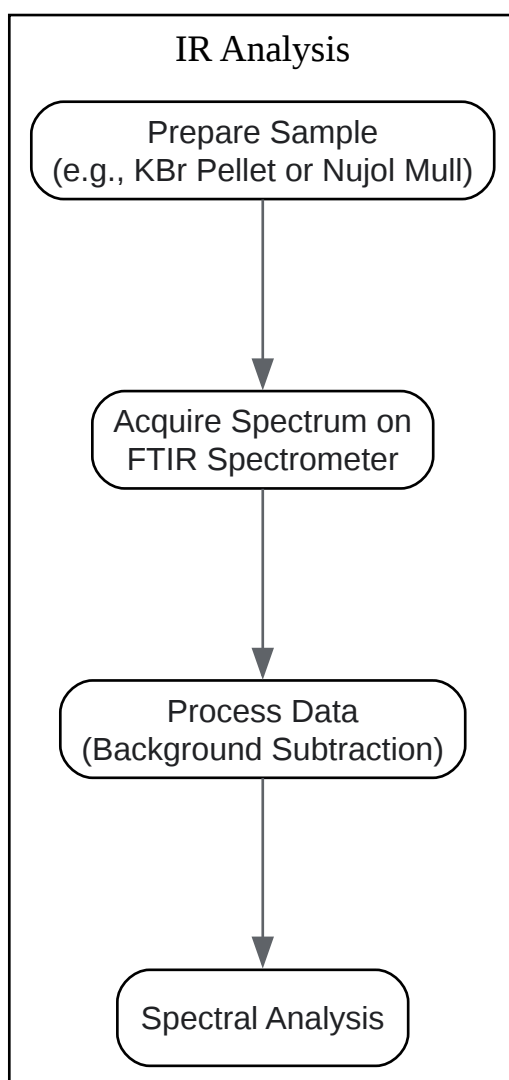 IR Analysis
Prepare Sample
(e.g., KBr Pellet or Nujol Mull)
Acquire Spectrum on
FTIR Spectrometer
Process Data
(Background Subtraction)
Spectral Analysis